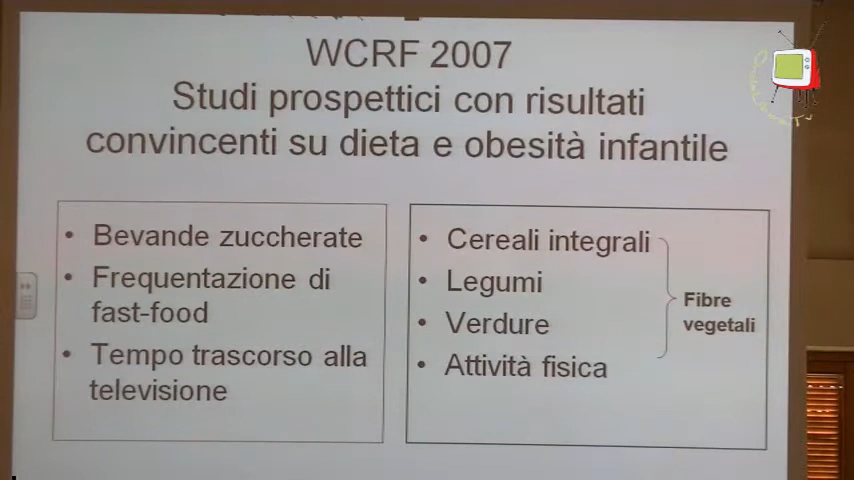 WCRF 2007
Studi prospettici con risultati
convincenti su dieta e obesità infantile
• Bevande zuccherate
• Frequentazione di
fast-food
• Tempo trascorso alla
televisione
• Cereali integrali
• Legumi
• Verdure
• Attività fisica
Fibre
vegetali